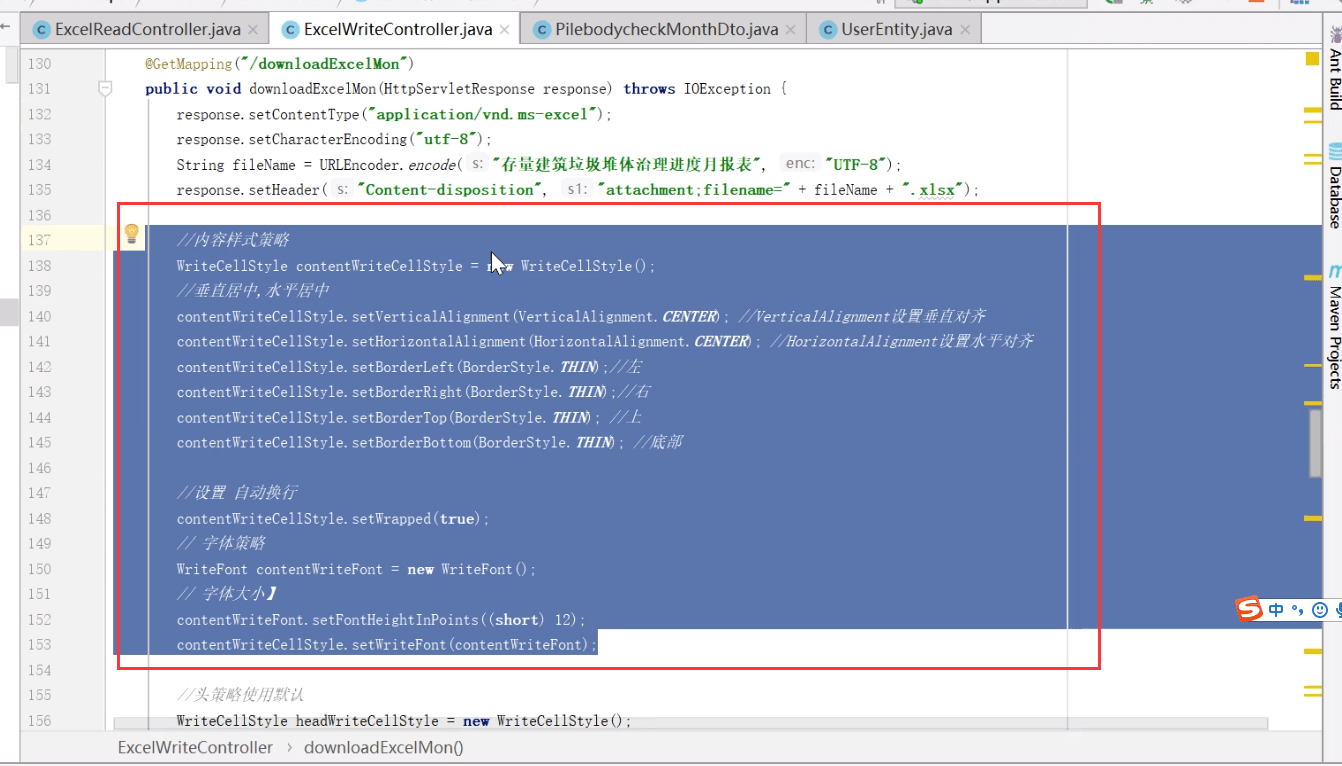 ExcelReadController.java
ExcelWriteController.java
PilebodycheckMonthDto.java
UserEntity.java
130 @GetMapping("/downloadExcelMon")
131 public void downloadExcelMon(HttpServletResponse response) throws IOException {
132 response.setContentType("application/vnd.ms-excel");
133 response.setCharacterEncoding("utf-8");
134 String fileName = URLEncoder.encode( s: "存量建筑垃圾堆体治理进度月报表", enc: "UTF-8");
135 response.setHeader( s: "Content-disposition", s1: "attachment;filename=" + fileName + ".xlsx");
136
137 //内容样式策略
138 WriteCellStyle contentWriteCellStyle = new WriteCellStyle();
139 //垂直居中,水平居中
140 contentWriteCellStyle.setVerticalAlignment(VerticalAlignment.CENTER); //VerticalAlignment设置垂直对齐
141 contentWriteCellStyle.setHorizontalAlignment(HorizontalAlignment.CENTER); //HorizontalAlignment设置水平对齐
142 contentWriteCellStyle.setBorderLeft(BorderStyle.THIN);//左
143 contentWriteCellStyle.setBorderRight(BorderStyle.THIN);//右
144 contentWriteCellStyle.setBorderTop(BorderStyle.THIN); //上
145 contentWriteCellStyle.setBorderBottom(BorderStyle.THIN); //底部
146
147 //设置 自动换行
148 contentWriteCellStyle.setWrapped(true);
149 // 字体策略
150 WriteFont contentWriteFont = new WriteFont();
151 // 字体大小】
152 contentWriteFont.setFontHeightInPoints((short) 12);
153 contentWriteCellStyle.setWriteFont(contentWriteFont);
154
155 //头策略使用默认
156 WriteCellStyle headWriteCellStyle = new WriteCellStyle();
ExcelWriteController › downloadExcelMon()
Ant Build
Database
Maven Projects
中